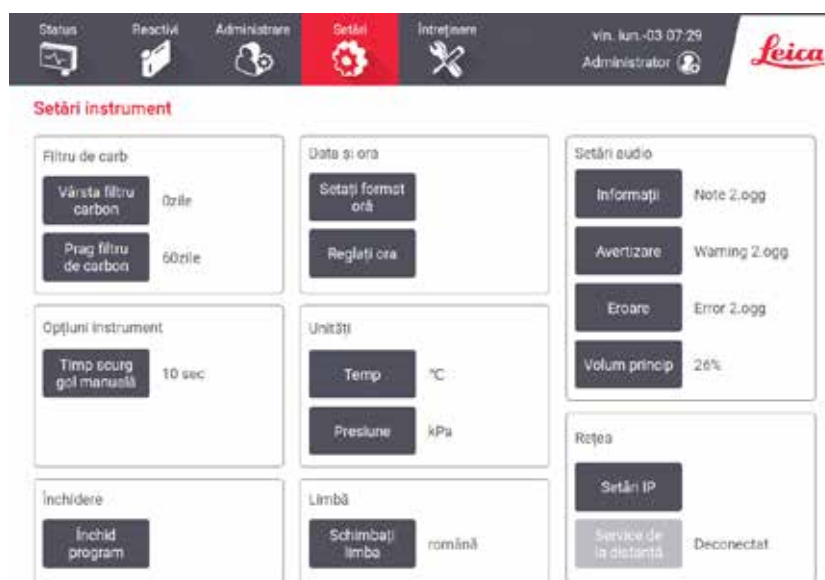 Status
Reactivi
Administrare
Setări
Întreținere
vin. iun.-03 07:29
Administrator
Leica
Setări instrument
Filtru de carb
Vârsta filtru
carbon
0zile
Prag filtru
de carbon
60zile
Opțiuni instrument
Timp scurg
gol manuală
10 sec
Închidere
Închid
program
Data și ora
Setați format
oră
Reglați ora
Unități
Temp
°C
Presiune
kPa
Limbă
Schimbați
limba
română
Setări audio
Informații
Note 2.ogg
Avertizare
Warning 2.ogg
Eroare
Error 2.ogg
Volum princip
26%
Rețea
Setări IP
Service de
la distanță
Deconectat